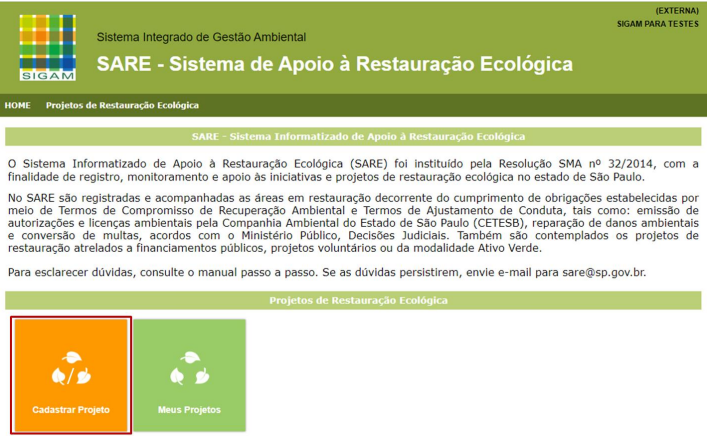 (EXTERNA)
SIGAM PARA TESTES
SIGAM
Sistema Integrado de Gestão Ambiental
SARE - Sistema de Apoio à Restauração Ecológica
HOME Projetos de Restauração Ecológica
SARE - Sistema Informatizado de Apoio à Restauração Ecológica
O Sistema Informatizado de Apoio à Restauração Ecológica (SARE) foi instituído pela Resolução SMA nº 32/2014, com a
finalidade de registro, monitoramento e apoio às iniciativas e projetos de restauração ecológica no estado de São Paulo.
No SARE são registradas e acompanhadas as áreas em restauração decorrente do cumprimento de obrigações estabelecidas por
meio de Termos de Compromisso de Recuperação Ambiental e Termos de Ajustamento de Conduta, tais como: emissão de
autorizações e licenças ambientais pela Companhia Ambiental do Estado de São Paulo (CETESB), reparação de danos ambientais
e conversão de multas, acordos com o Ministério Público, Decisões Judiciais. Também são contemplados os projetos de
restauração atrelados a financiamentos públicos, projetos voluntários ou da modalidade Ativo Verde.
Para esclarecer dúvidas, consulte o manual passo a passo. Se as dúvidas persistirem, envie e-mail para sare@sp.gov.br.
Projetos de Restauração Ecológica
Cadastrar Projeto
Meus Projetos